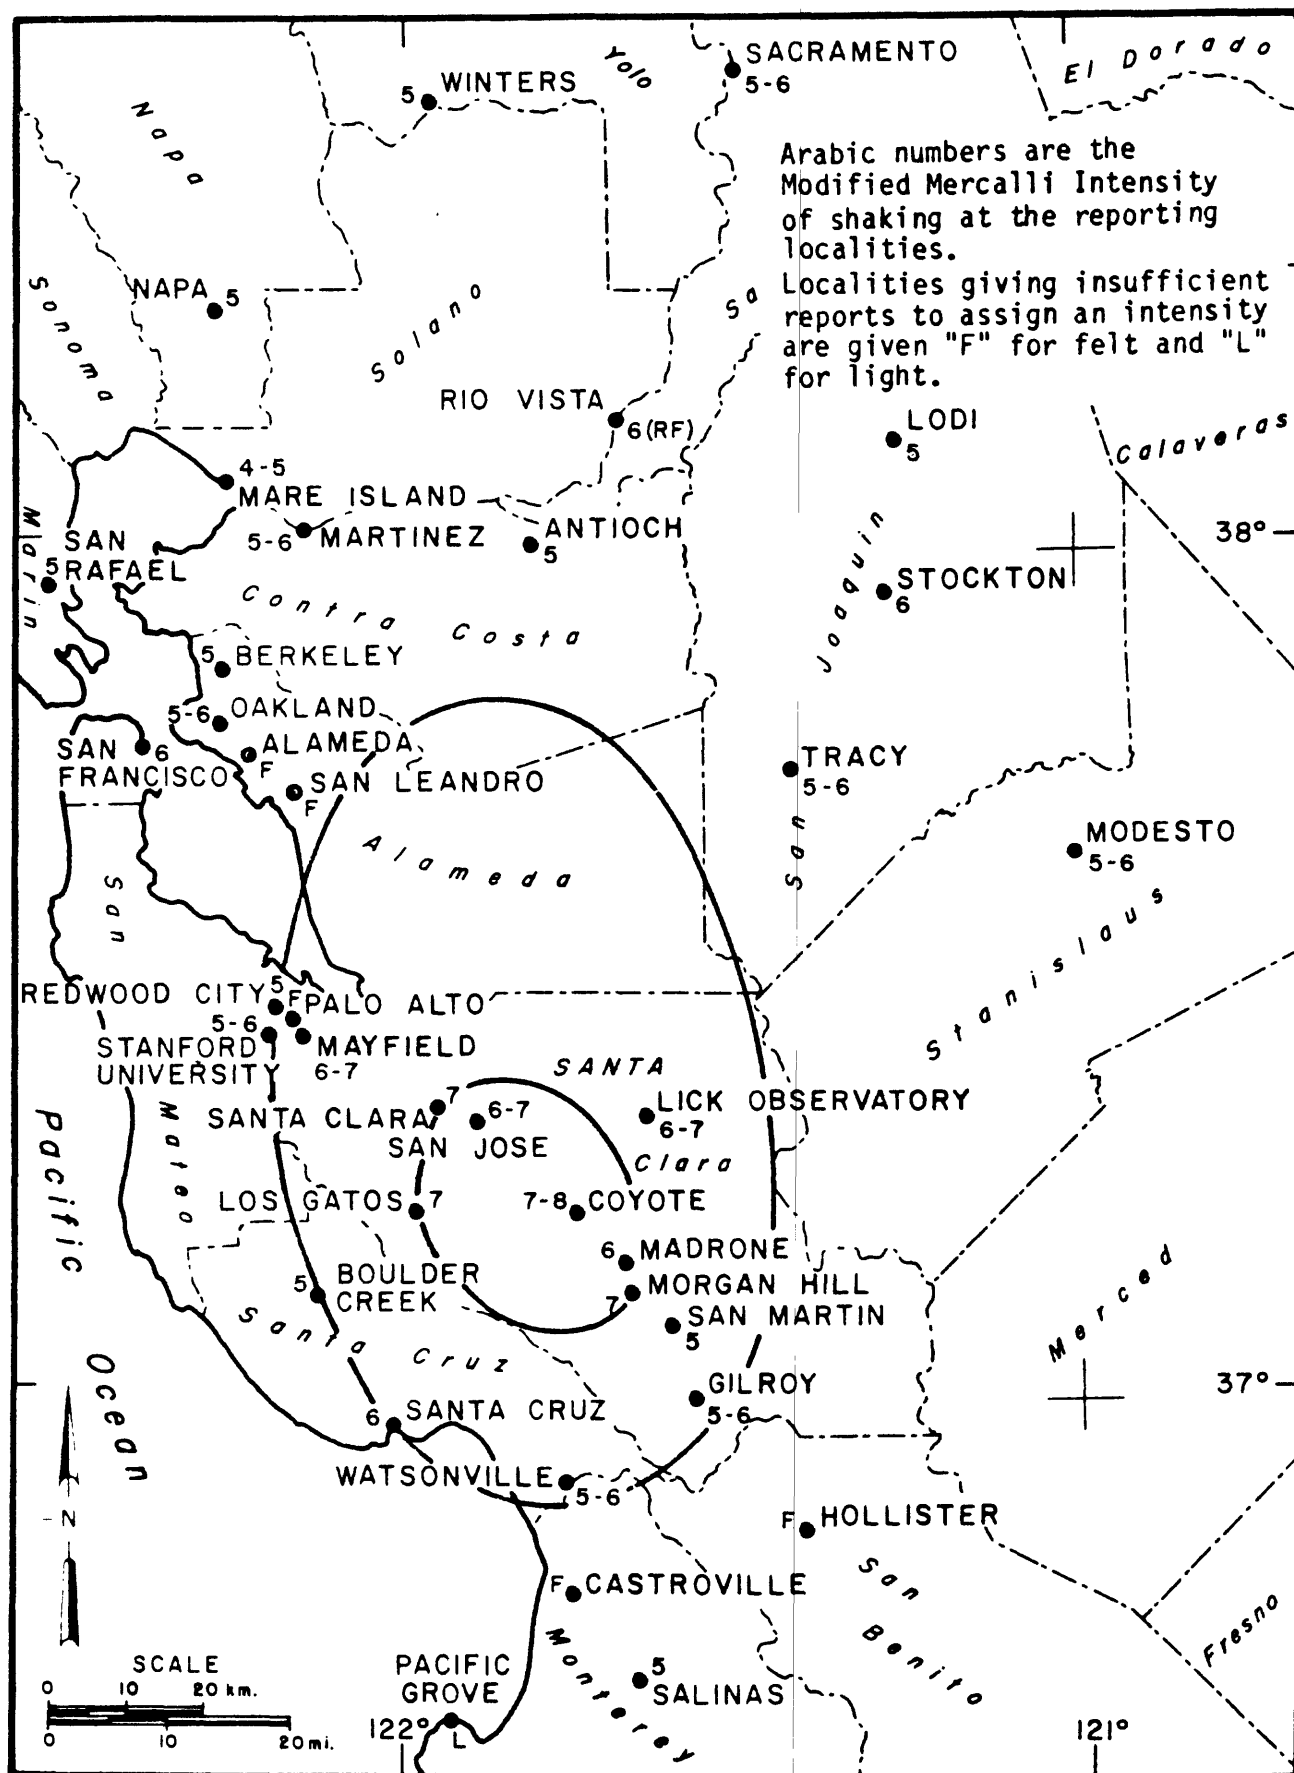 SACRAMENTO
5-6
El Dorado
Yolo
WINTERS
5
Napa
Arabic numbers are the
Modified Mercalli Intensity
of shaking at the reporting
localities.
Localities giving insufficient
reports to assign an intensity
are given "F" for felt and "L"
for light.
NAPA 5
Sonoma
Solano
Sa
RIO VISTA
6(RF)
LODI
5
Calaveras
4-5
MARE ISLAND
5-6 MARTINEZ
ANTIOCH
5
38°
Marin
SAN
5 RAFAEL
Joaquin
STOCKTON
6
Contra Costa
5 BERKELEY
5-6 OAKLAND
SAN 6
FRANCISCO
ALAMEDA
F
SAN LEANDRO
F
TRACY
5-6
San
MODESTO
5-6
Alameda
San
Stanislaus
REDWOOD CITY 5
F PALO ALTO
5-6
STANFORD
UNIVERSITY
MAYFIELD
6-7
SANTA
Clara
LICK OBSERVATORY
6-7
SANTA CLARA 7
6-7
SAN JOSE
Mateo
Pacific
Ocean
LOS GATOS 7
7-8 COYOTE
6 MADRONE
MORGAN HILL
7
5 BOULDER
CREEK
SAN MARTIN
5
Santa Cruz
Merced
GILROY
5-6
37°
6 SANTA CRUZ
WATSONVILLE
5-6
N
F HOLLISTER
F CASTROVILLE
San
Benito
Fresno
Monterey
5
SALINAS
PACIFIC
GROVE
L
SCALE
0 10 20 km.
0 10 20 mi.
122°
121°